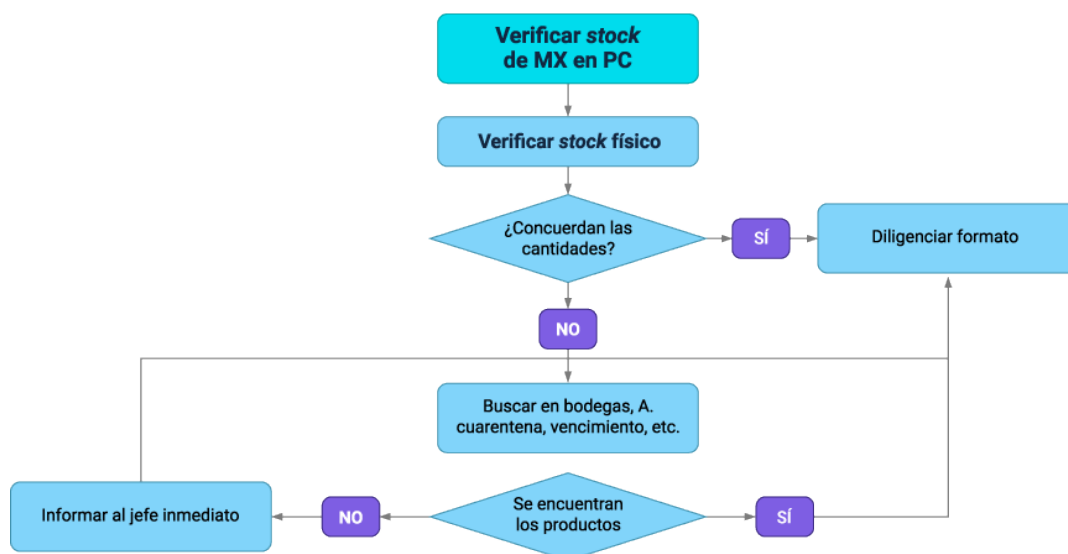 Verificar stock
de MX en PC
Verificar stock físico
¿Concuerdan las
cantidades?
SÍ
Diligenciar formato
NO
Buscar en bodegas, A.
cuarentena, vencimiento, etc.
Se encuentran
los productos
NO
Informar al jefe inmediato
SÍ